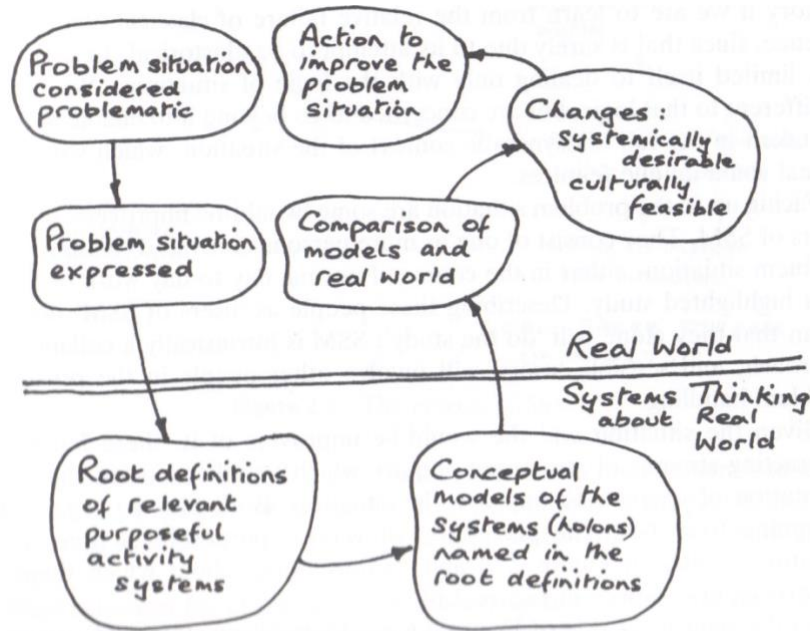 Problem situation
considered
problematic
Action to
improve the
problem
situation
Changes :
systemically
desirable
culturally
feasible
Problem situation
expressed
Comparison of
models and
real world
Real World
Systems Thinking
about Real
World
Root definitions
of relevant
purposeful
activity
systems
Conceptual
models of the
systems (holons)
named in the
root definitions